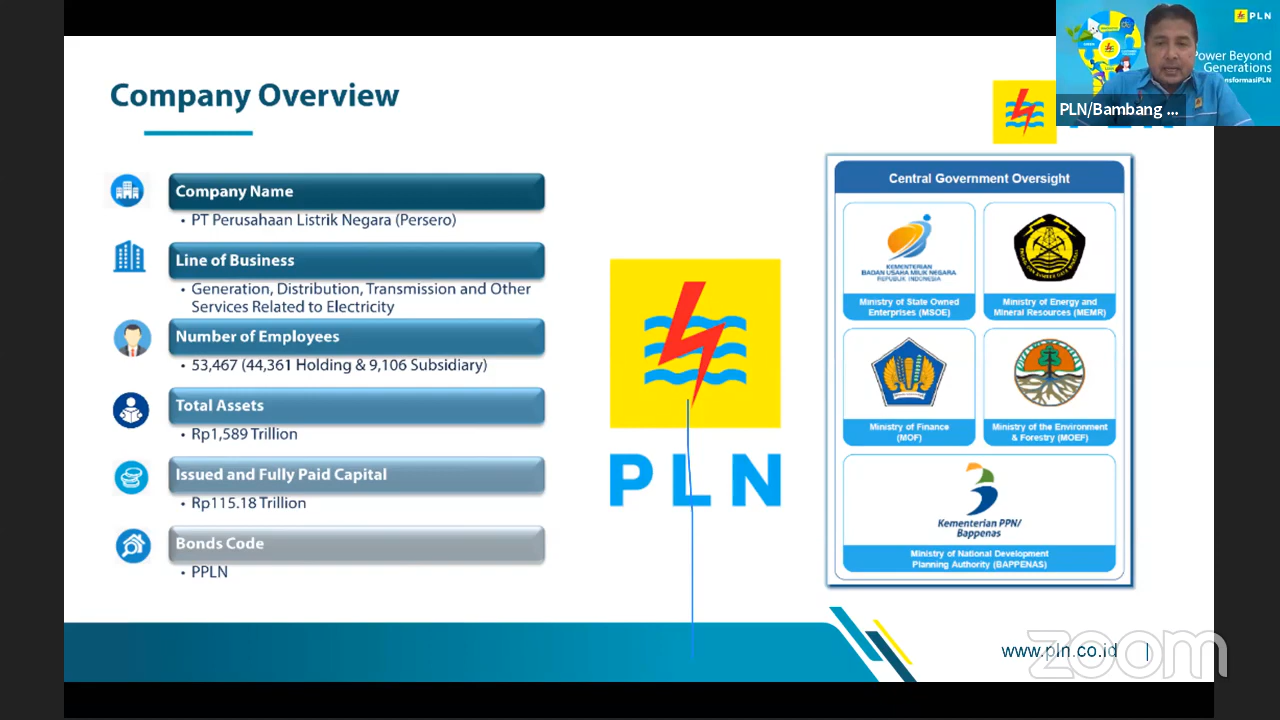 Company Overview
Company Name
• PT Perusahaan Listrik Negara (Persero)
Line of Business
• Generation, Distribution, Transmission and Other
Services Related to Electricity
Number of Employees
• 53,467 (44,361 Holding & 9,106 Subsidiary)
Total Assets
• Rp1,589 Trillion
Issued and Fully Paid Capital
• Rp115.18 Trillion
Bonds Code
• PPLN
PLN
PLN
Power Beyond
Generations
PLN/Bambang ...
Central Government Oversight
KEMENTERIAN
BADAN USAHA MILIK NEGARA
REPUBLIK INDONESIA
Ministry of State Owned
Enterprises (MSOE)
Ministry of Energy and
Mineral Resources (MEMR)
Ministry of Finance
(MOF)
Ministry of the Environment
& Forestry (MOEF)
Kementerian PPN/
Bappenas
Ministry of National Development
Planning Authority (BAPPENAS)
www.pln.co.id |
zoom